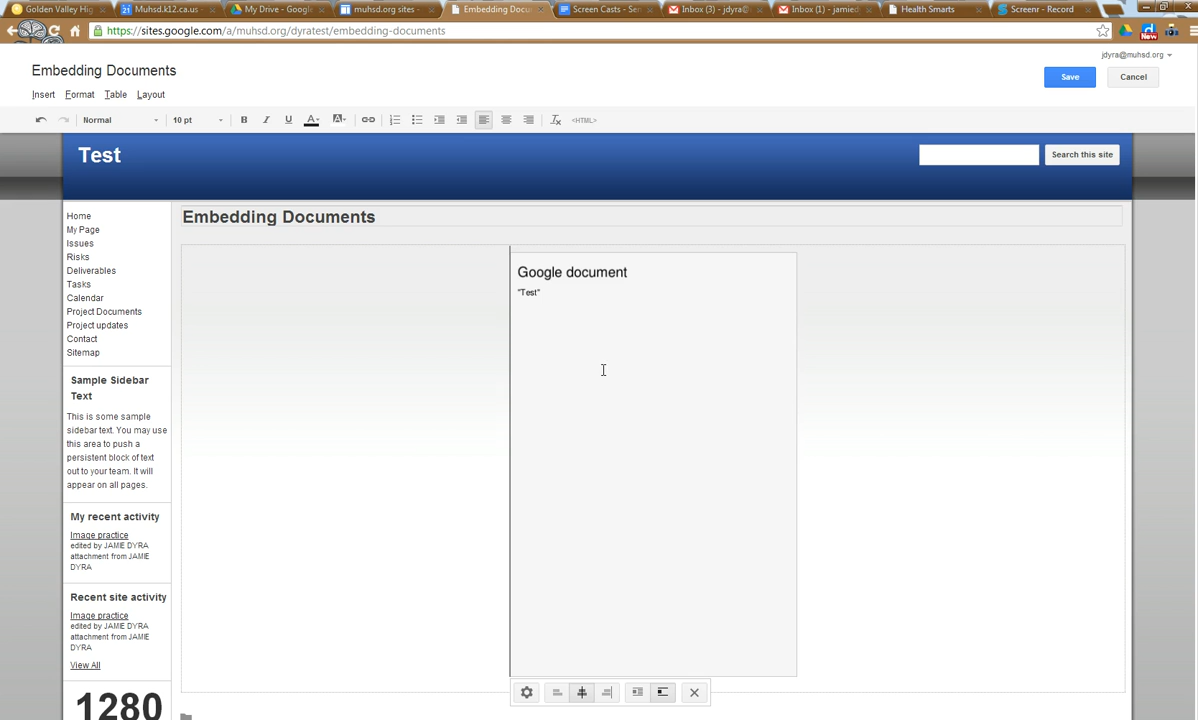 Golden Valley Hig
Muhsd.k12.ca.us -
My Drive - Google
muhsd.org sites -
Embedding Docu
Screen Casts - Sen
Inbox (3) - jdyra@
Inbox (1) - jamied
Health Smarts
Screenr - Record
https://sites.google.com/a/muhsd.org/dyratest/embedding-documents
New
jdyra@muhsd.org
Embedding Documents
Save
Cancel
Insert Format Table Layout
Normal
10 pt
B I U A A
<HTML>
Test
Search this site
Home
My Page
Issues
Risks
Deliverables
Tasks
Calendar
Project Documents
Project updates
Contact
Sitemap
Sample Sidebar
Text
This is some sample
sidebar text. You may use
this area to push a
persistent block of text
out to your team. It will
appear on all pages.
My recent activity
Image practice
edited by JAMIE DYRA
attachment from JAMIE
DYRA
Recent site activity
Image practice
edited by JAMIE DYRA
attachment from JAMIE
DYRA
View All
1280
Embedding Documents
Google document
"Test"